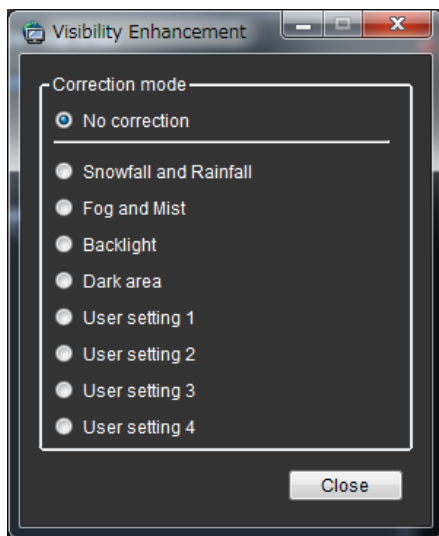 Visibility Enhancement
Correction mode
No correction
Snowfall and Rainfall
Fog and Mist
Backlight
Dark area
User setting 1
User setting 2
User setting 3
User setting 4
Close